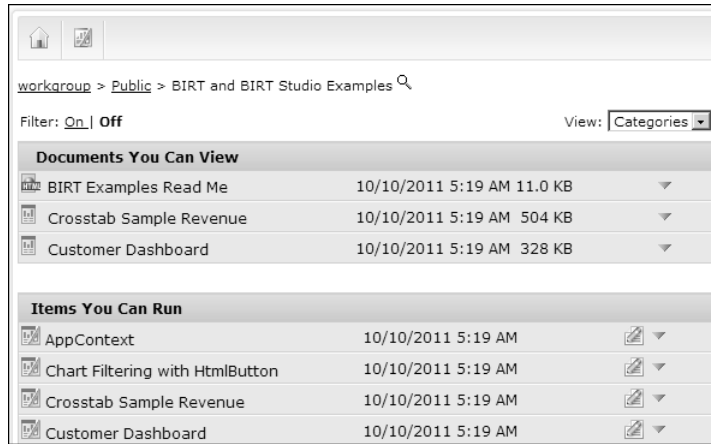 workgroup > Public > BIRT and BIRT Studio Examples
Filter: On | Off View: Categories
Documents You Can View
BIRT Examples Read Me 10/10/2011 5:19 AM 11.0 KB
Crosstab Sample Revenue 10/10/2011 5:19 AM 504 KB
Customer Dashboard 10/10/2011 5:19 AM 328 KB
Items You Can Run
AppContext 10/10/2011 5:19 AM
Chart Filtering with HtmlButton 10/10/2011 5:19 AM
Crosstab Sample Revenue 10/10/2011 5:19 AM
Customer Dashboard 10/10/2011 5:19 AM